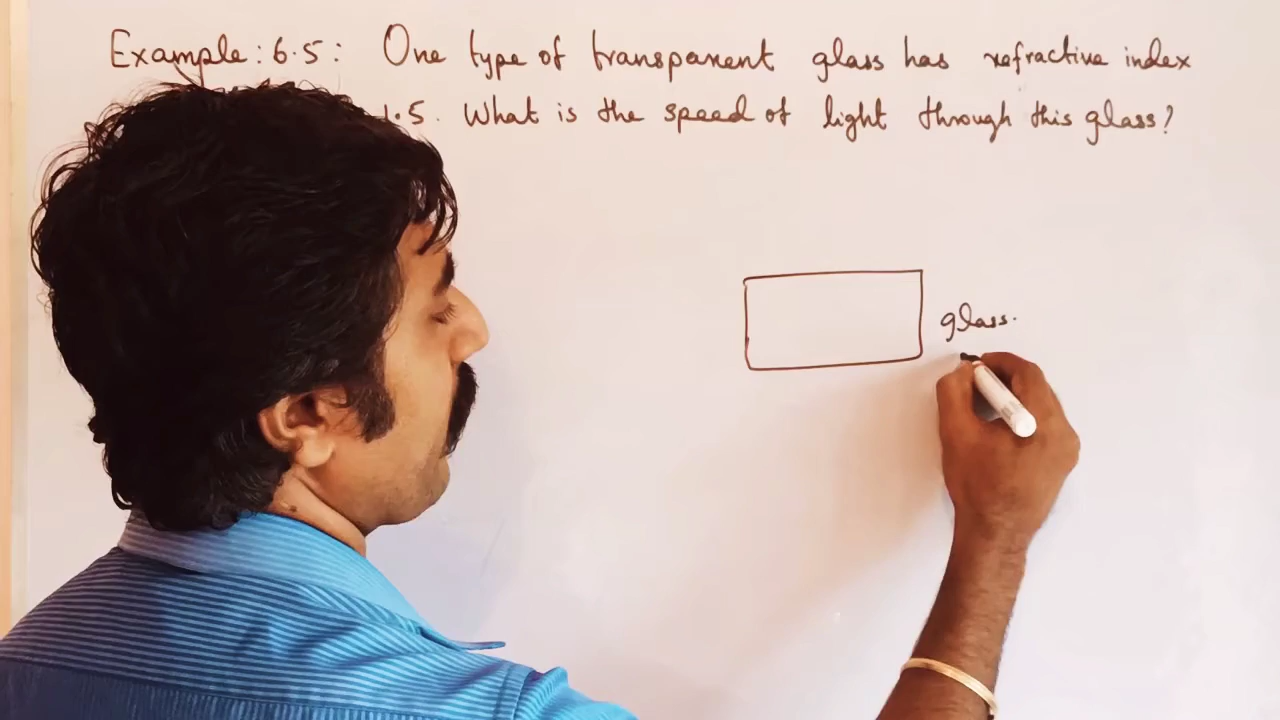 Example: 6.5: One type of transparent glass has refractive index
1.5. What is the speed of light through this glass?
glass.